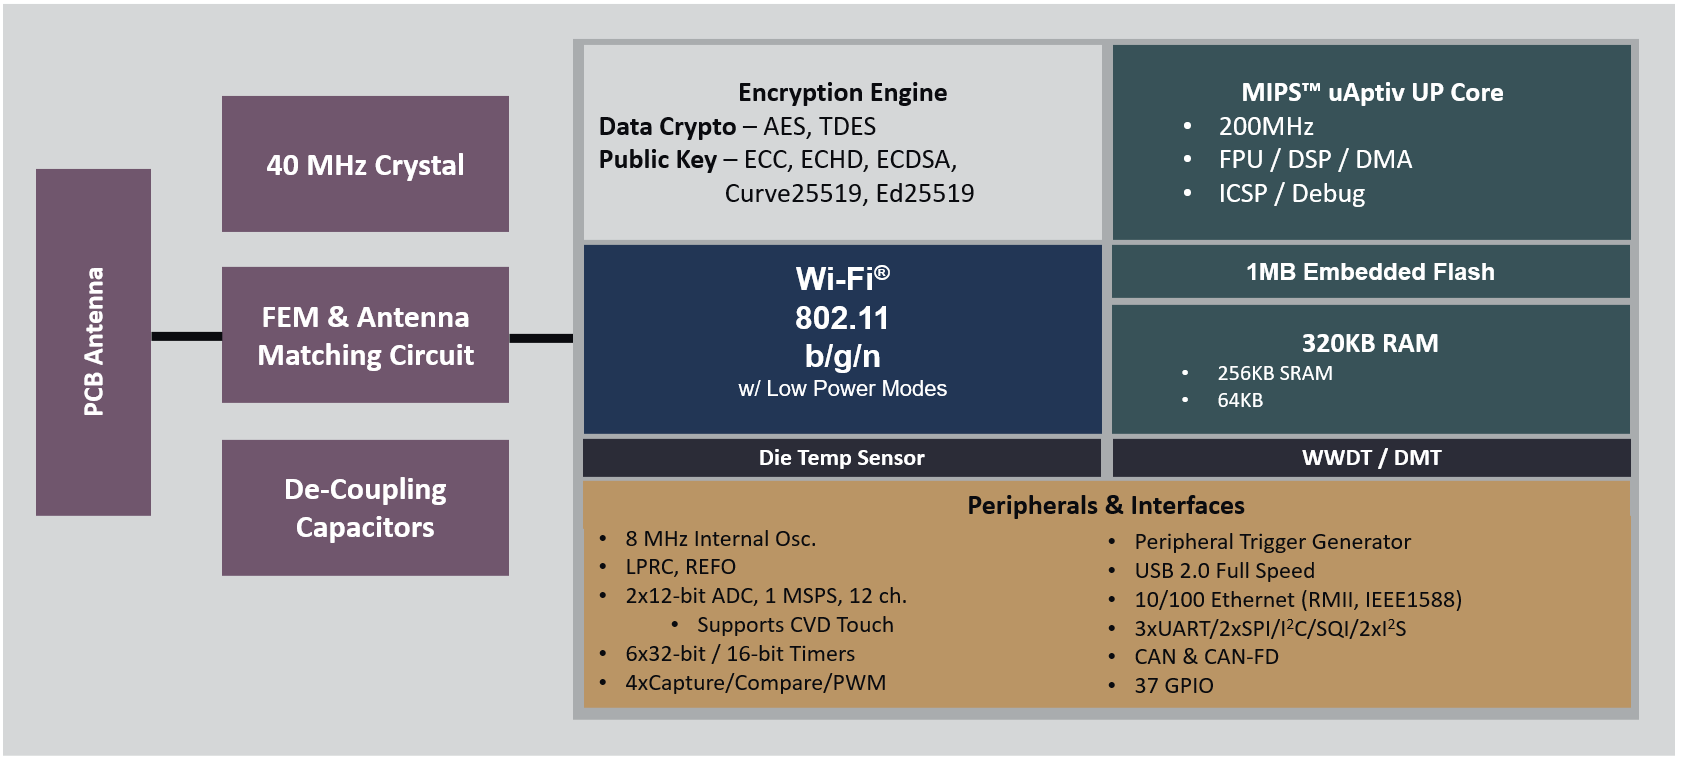 PCB Antenna
40 MHz Crystal
FEM & Antenna
Matching Circuit
De-Coupling
Capacitors
Encryption Engine
Data Crypto – AES, TDES
Public Key – ECC, ECHD, ECDSA,
Curve25519, Ed25519
MIPS™ uAptiv UP Core
• 200MHz
• FPU / DSP / DMA
• ICSP / Debug
Wi-Fi®
802.11
b/g/n
w/ Low Power Modes
1MB Embedded Flash
320KB RAM
• 256KB SRAM
• 64KB
Die Temp Sensor
WWDT / DMT
Peripherals & Interfaces
• 8 MHz Internal Osc.
• LPRC, REFO
• 2x12-bit ADC, 1 MSPS, 12 ch.
• Supports CVD Touch
• 6x32-bit / 16-bit Timers
• 4xCapture/Compare/PWM
• Peripheral Trigger Generator
• USB 2.0 Full Speed
• 10/100 Ethernet (RMII, IEEE1588)
• 3xUART/2xSPI/I²C/SQI/2xI²S
• CAN & CAN-FD
• 37 GPIO